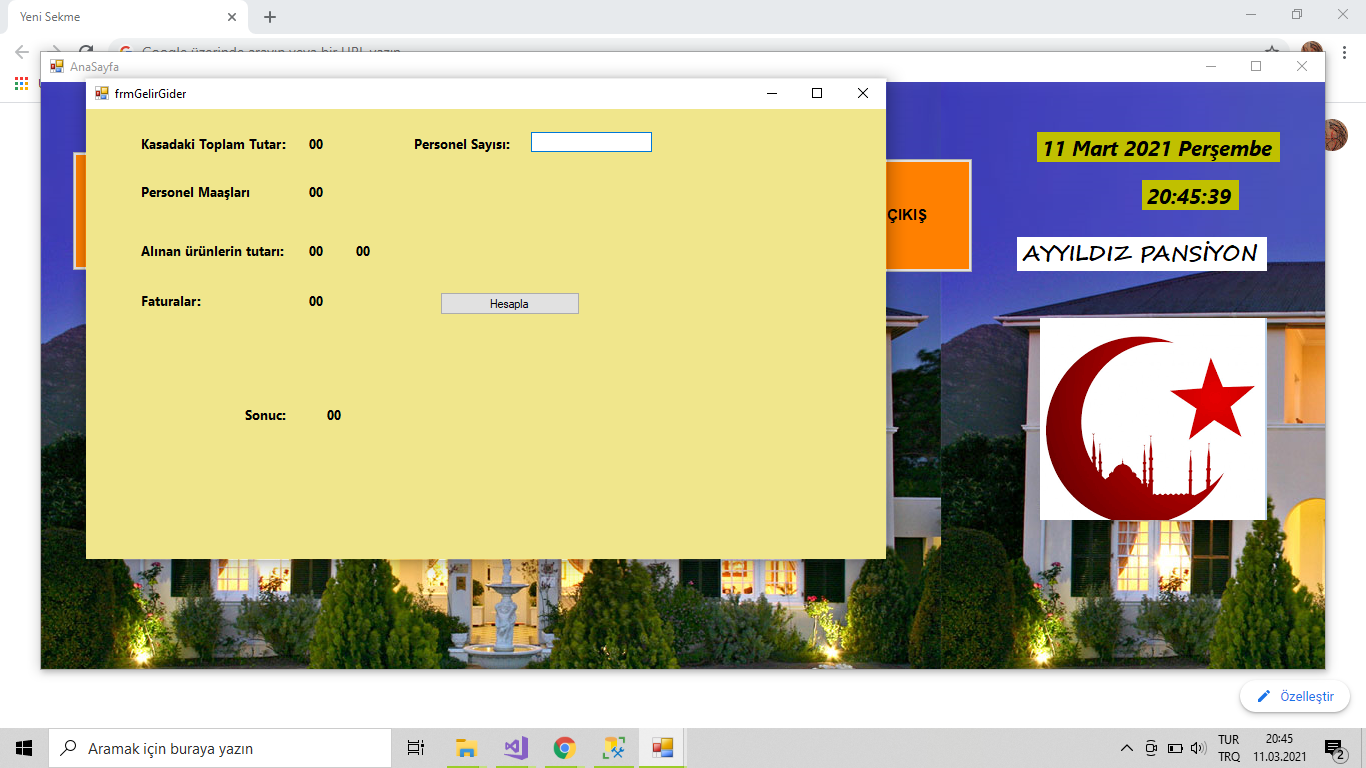 Yeni Sekme
Google üzerinde arayın veya bir URL yazın
AnaSayfa
frmGelirGider
Kasadaki Toplam Tutar: 00 Personel Sayısı:
Personel Maaşları 00
Alınan ürünlerin tutarı: 00 00
Faturalar: 00 Hesapla
Sonuc: 00
ÇIKIŞ
11 Mart 2021 Perşembe
20:45:39
AYYILDIZ PANSİYON
Özelleştir
Aramak için buraya yazın
TUR 20:45
TRQ 11.03.2021
2